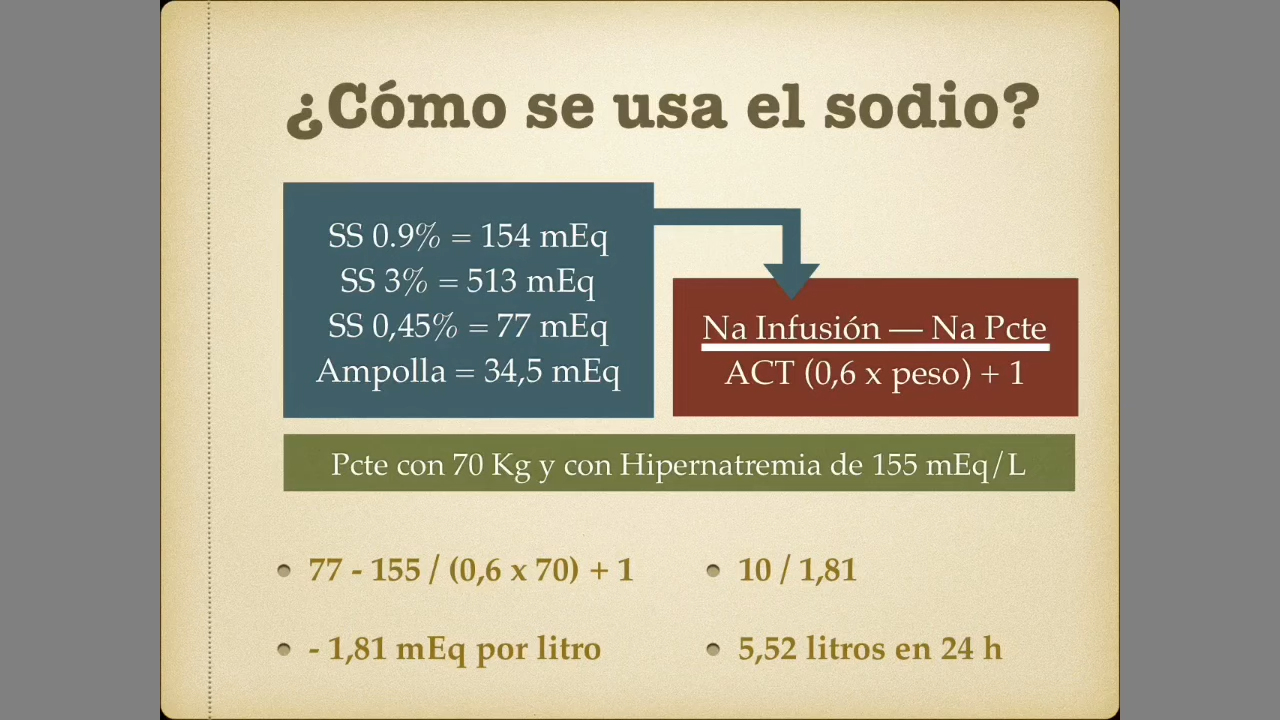 ¿Cómo se usa el sodio?
SS 0.9% = 154 mEq
SS 3% = 513 mEq
SS 0,45% = 77 mEq
Ampolla = 34,5 mEq
Na Infusión — Na Pcte
ACT (0,6 x peso) + 1
Pcte con 70 Kg y con Hipernatremia de 155 mEq/L
77 - 155 / (0,6 x 70) + 1
- 1,81 mEq por litro
10 / 1,81
5,52 litros en 24 h